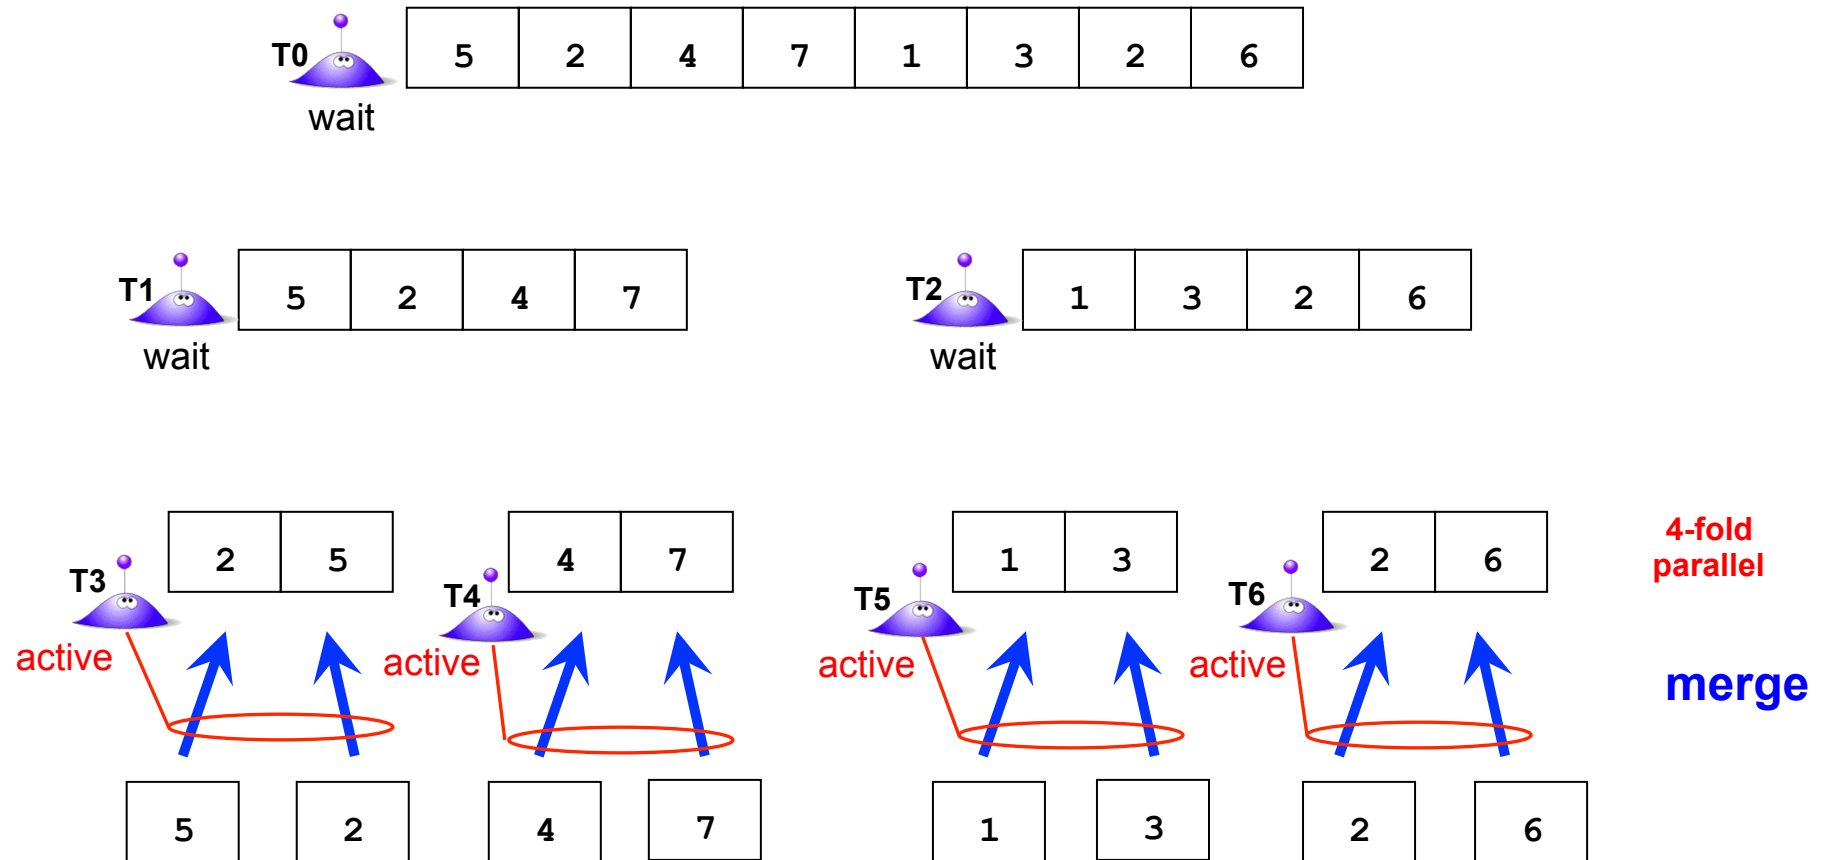 T0 5 2 4 7 1 3 2 6
wait
T1 5 2 4 7
wait
T2 1 3 2 6
wait
T3 2 5
active
T4 4 7
active
T5 1 3
active
T6 2 6
active
4-fold
parallel
merge
5 2 4 7 1 3 2 6